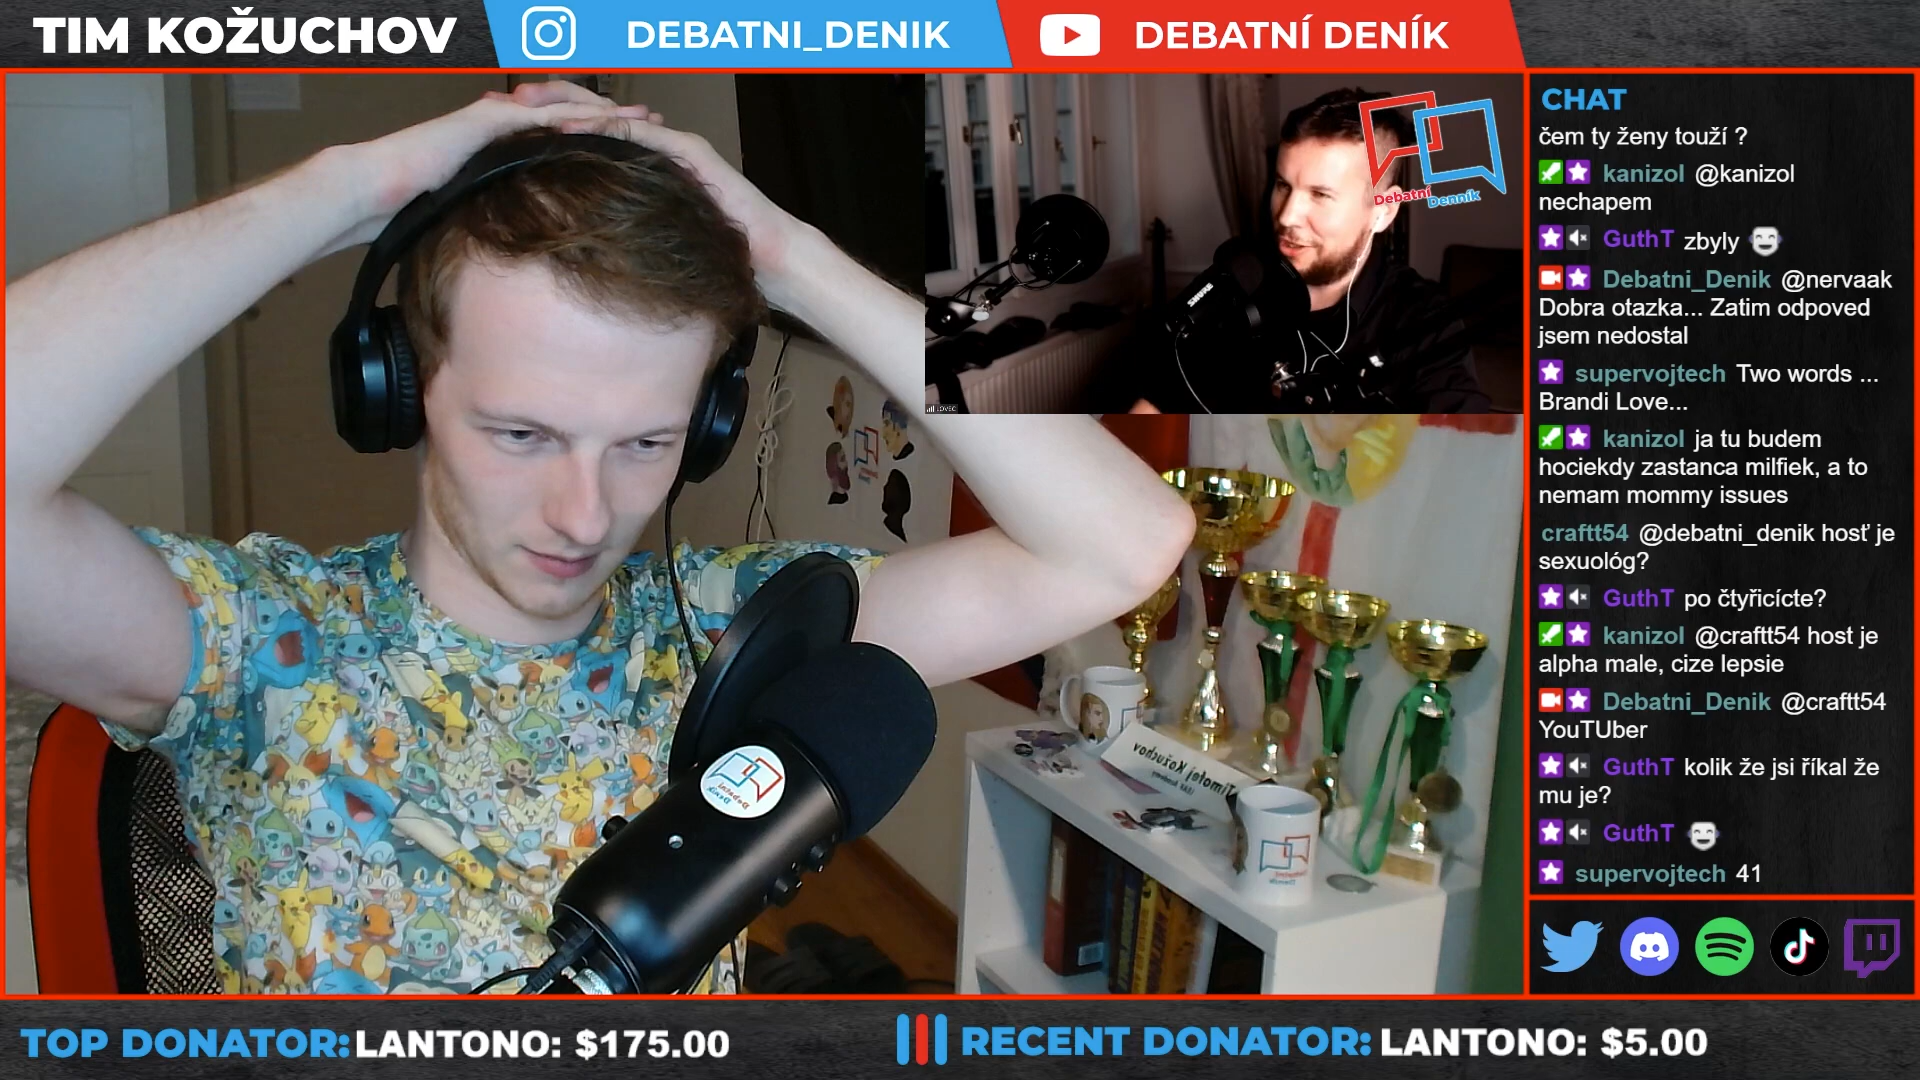 TIM KOŽUCHOV
DEBATNI_DENIK
DEBATNÍ DENÍK
Debatní
Denník
SHURE
LOVEC
Timotej Kožuchov
CHAT
čem ty ženy touží ?
kanizol @kanizol
nechapem
GuthT zbyly
Debatni_Denik @nervaak
Dobra otazka... Zatim odpoved
jsem nedostal
supervojtech Two words ...
Brandi Love...
kanizol ja tu budem
hociekdy zastanca milfiek, a to
nemam mommy issues
craftt54 @debatni_denik hosť je
sexuológ?
GuthT po čtyřicícte?
kanizol @craftt54 host je
alpha male, cize lepsie
Debatni_Denik @craftt54
YouTUber
GuthT kolik že jsi říkal že
mu je?
GuthT
supervojtech 41
TOP DONATOR: LANTONO: $175.00
RECENT DONATOR: LANTONO: $5.00